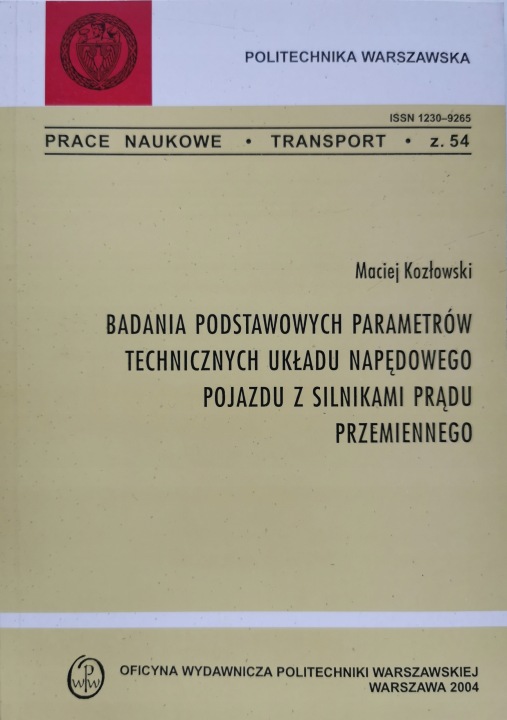 POLITECHNIKA WARSZAWSKA
ISSN 1230–9265
PRACE NAUKOWE • TRANSPORT • z. 54
Maciej Kozłowski
BADANIA PODSTAWOWYCH PARAMETRÓW
TECHNICZNYCH UKŁADU NAPĘDOWEGO
POJAZDU Z SILNIKAMI PRĄDU
PRZEMIENNEGO
OFICYNA WYDAWNICZA POLITECHNIKI WARSZAWSKIEJ
WARSZAWA 2004